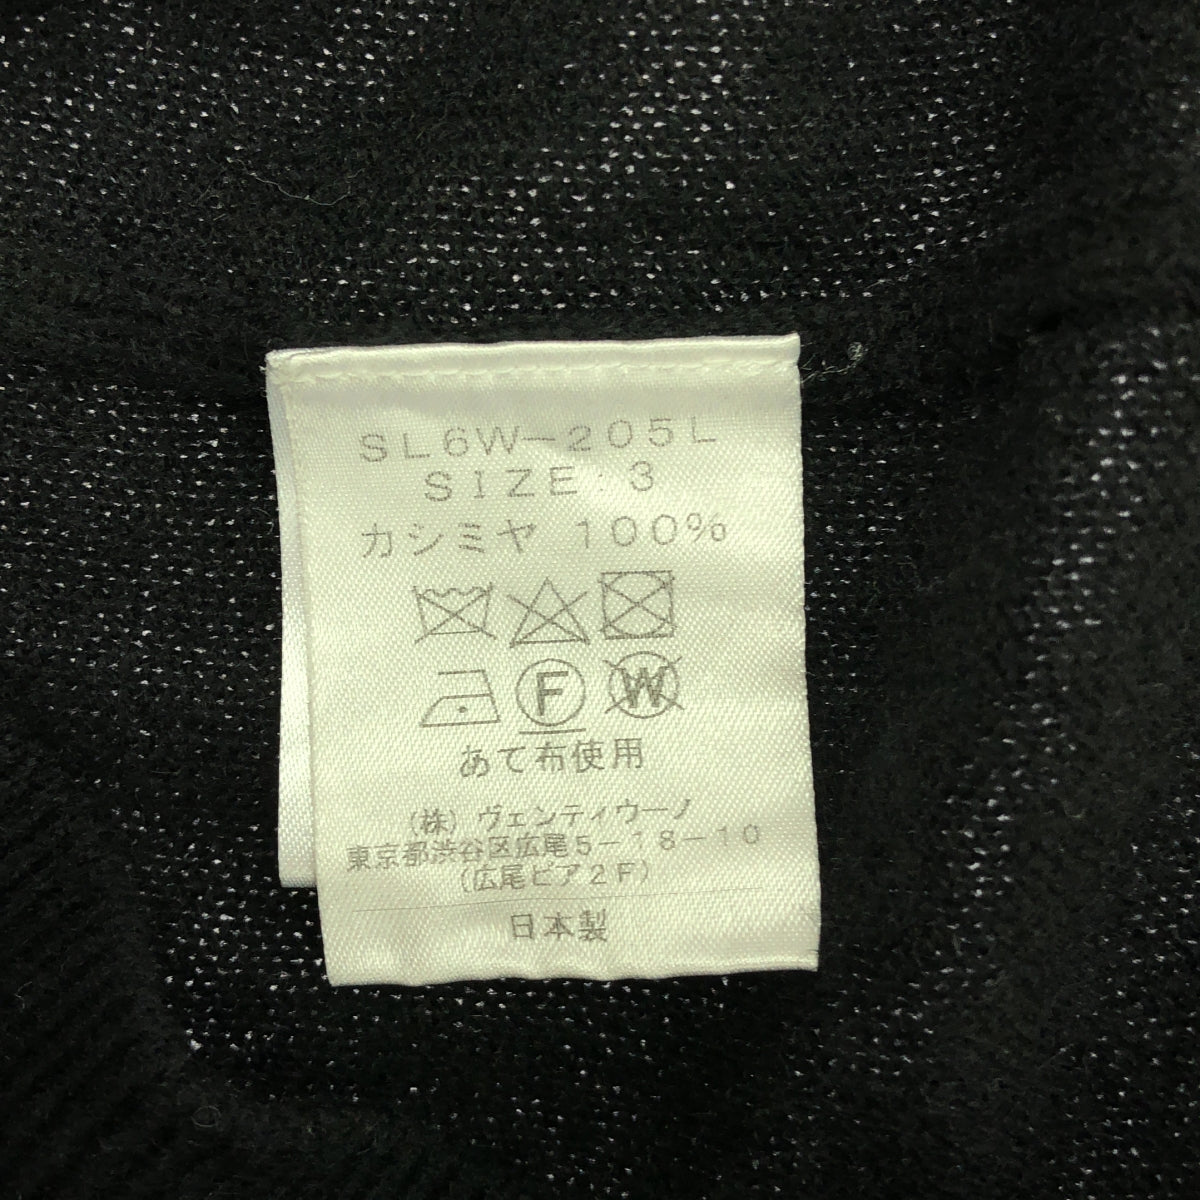 SL6W-205L
SIZE:3
カシミヤ 100%
F W
あて布使用
(株) ヴェンティウーノ
東京都渋谷区広尾5-18-10
(広尾ピア2F)
日本製